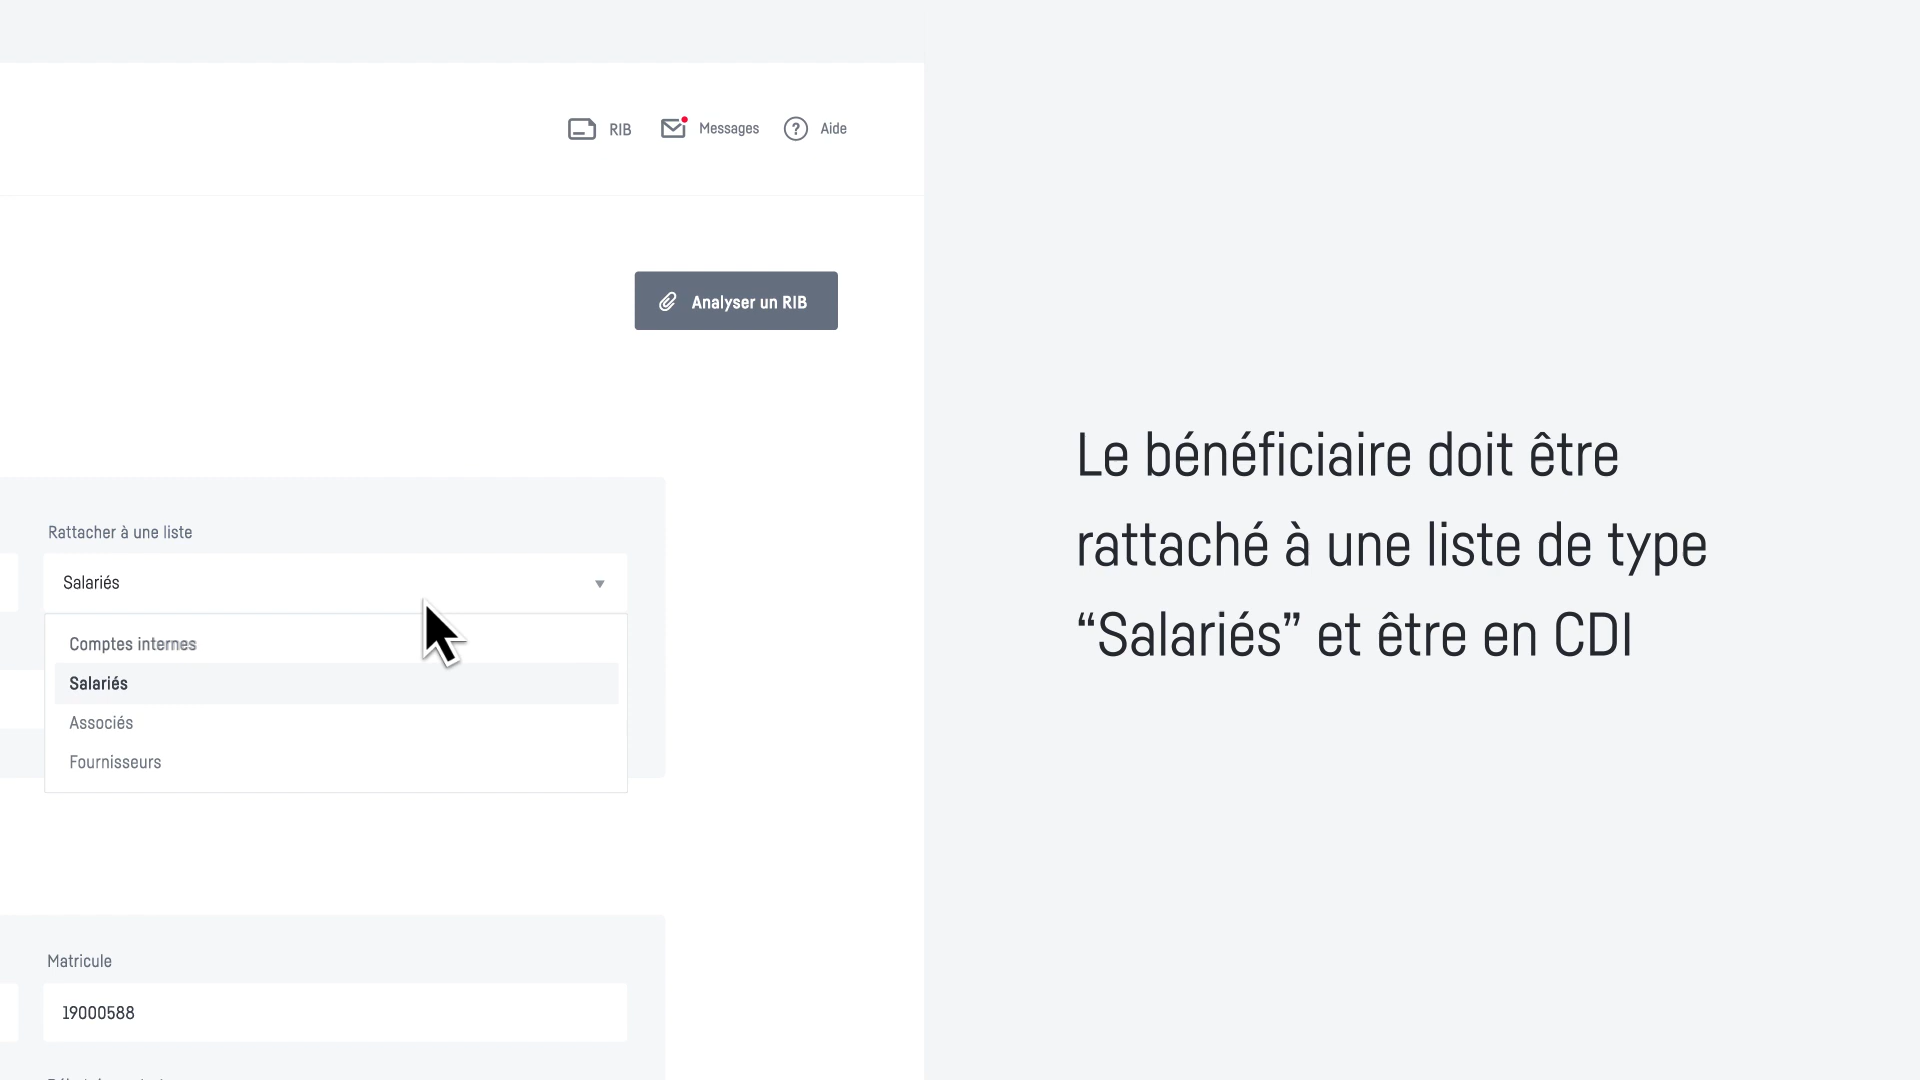 RIB
Messages
Aide
Analyser un RIB
Rattacher à une liste
Salariés
Comptes internes
Salariés
Associés
Fournisseurs
Matricule
19000588
Le bénéficiaire doit être
rattaché à une liste de type
“Salariés” et être en CDI